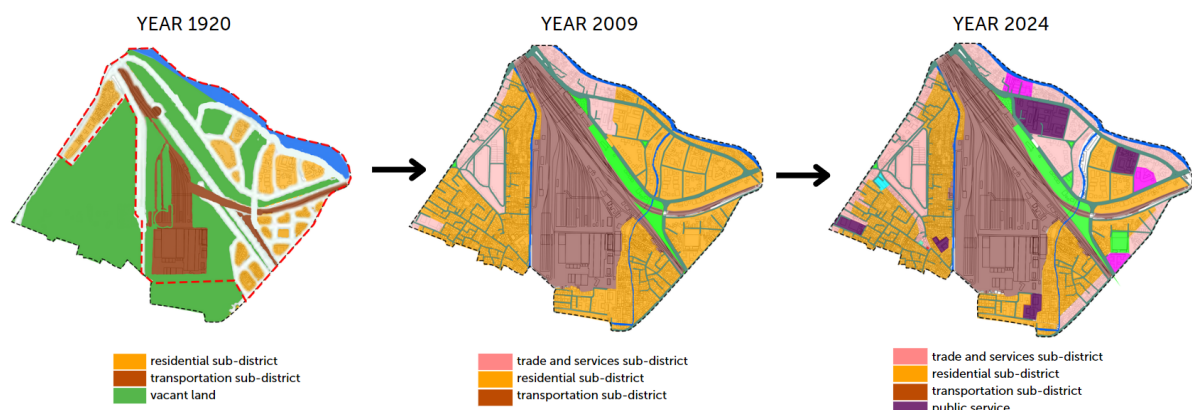 YEAR 1920
YEAR 2009
YEAR 2024
residential sub-district
transportation sub-district
vacant land
trade and services sub-district
residential sub-district
transportation sub-district
trade and services sub-district
residential sub-district
transportation sub-district
public service